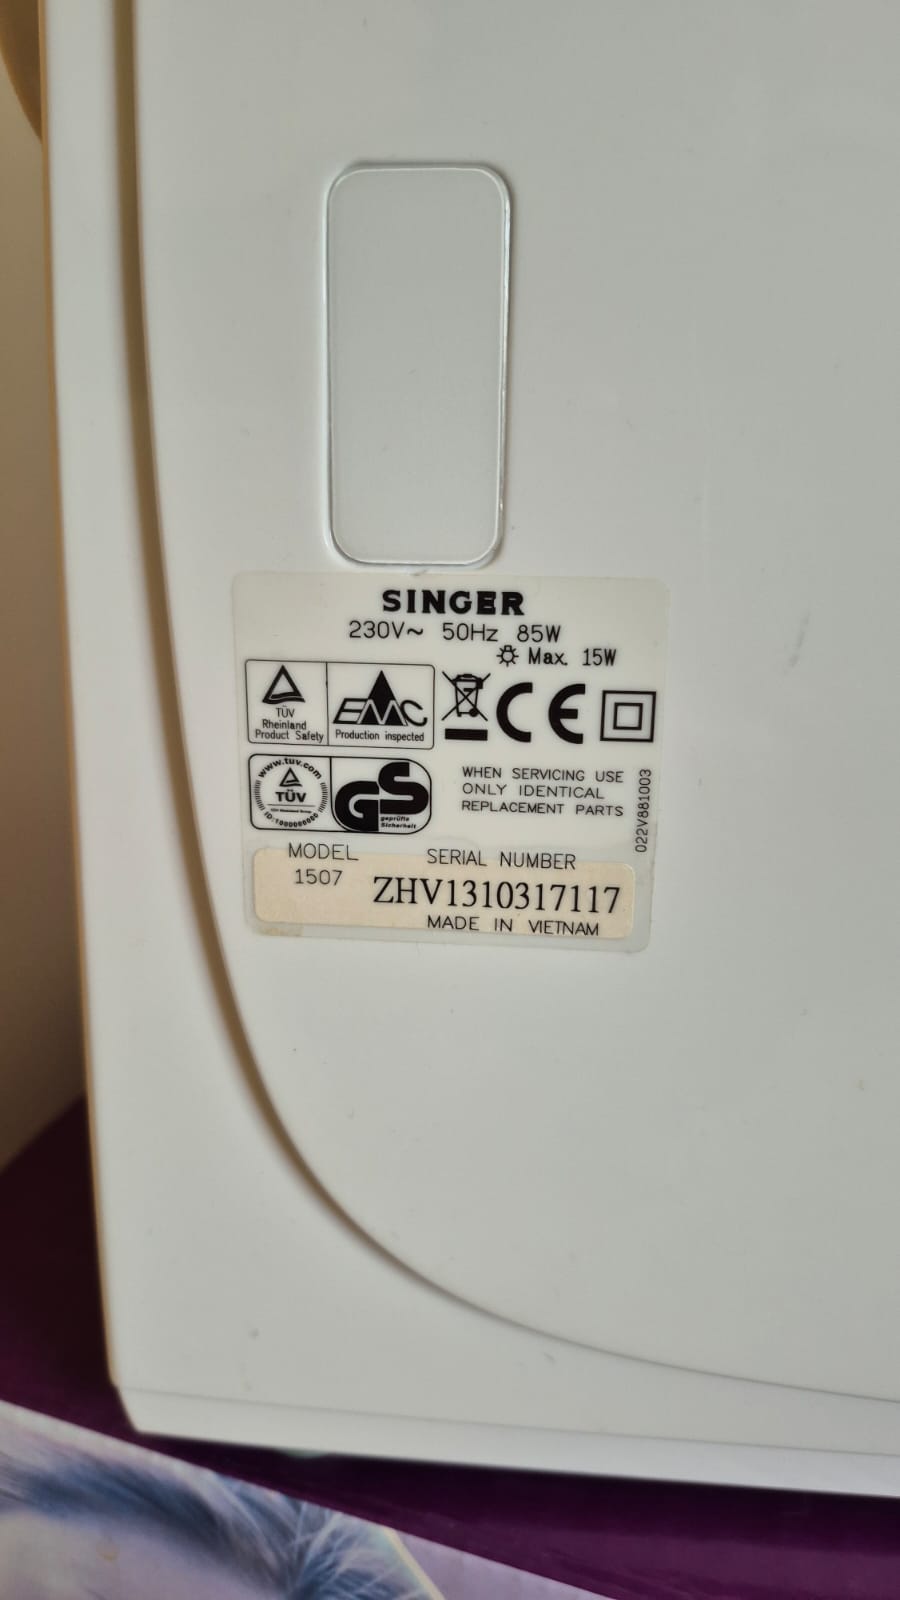 SINGER
230V~ 50Hz 85W
Max. 15W
TÜV
Rheinland
Product Safety
EMC
Production inspected
CE
www.tuv.com
TÜV
GS
geprüfte
Sicherheit
WHEN SERVICING USE
ONLY IDENTICAL
REPLACEMENT PARTS
022V881003
MODEL
1507
SERIAL NUMBER
ZHV1310317117
MADE IN VIETNAM